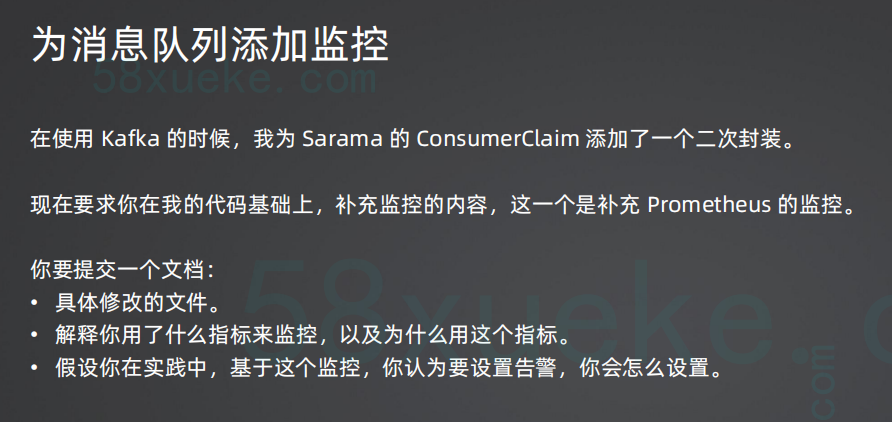 为消息队列添加监控
58xueke.com
在使用 Kafka 的时候，我为 Sarama 的 ConsumerClaim 添加了一个二次封装。
现在要求你在我的代码基础上，补充监控的内容，这一个是补充 Prometheus 的监控。
你要提交一个文档：
• 具体修改的文件。
• 解释你用了什么指标来监控，以及为什么用这个指标。
• 假设你在实践中，基于这个监控，你认为要设置告警，你会怎么设置。
58xueke.c
com